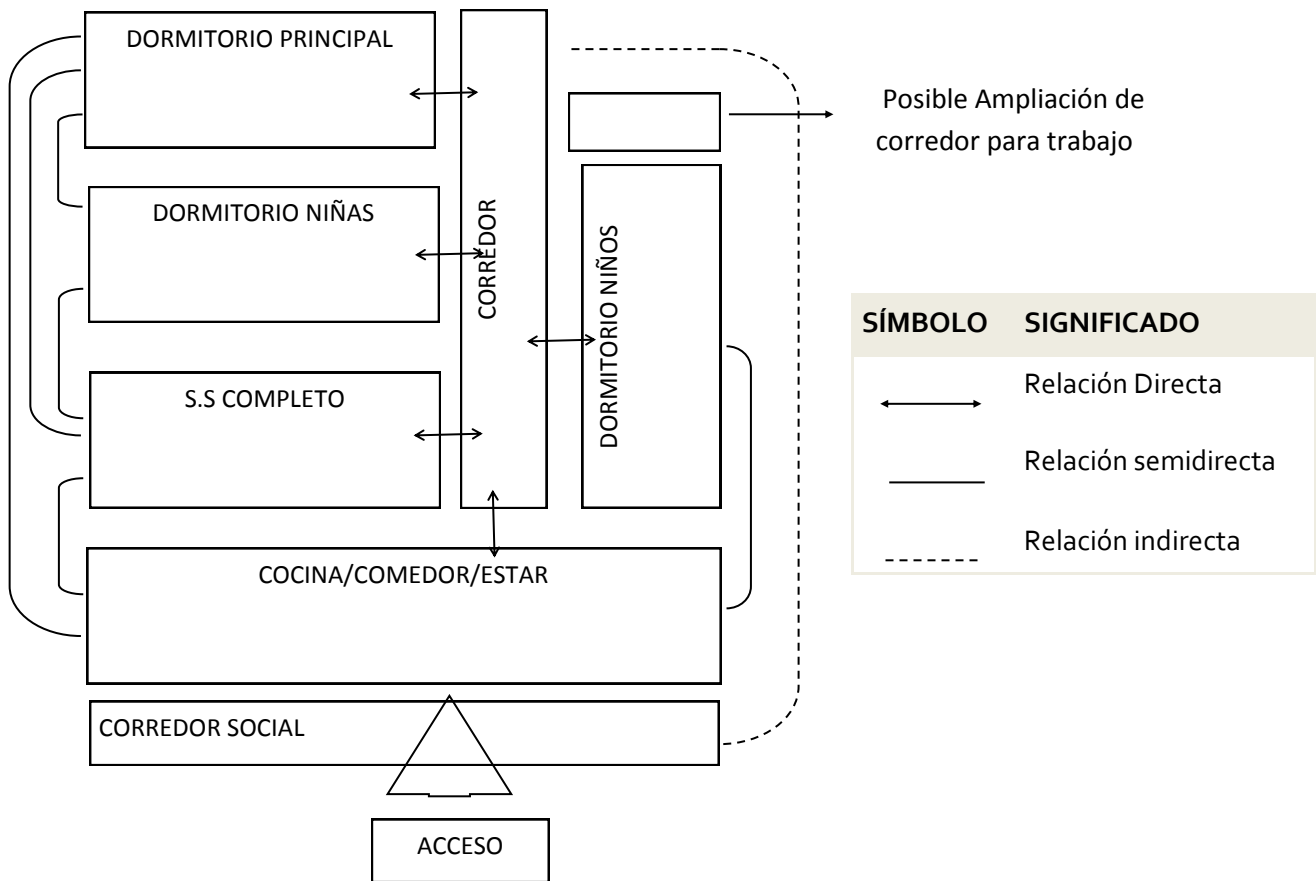 DORMITORIO PRINCIPAL
DORMITORIO NIÑAS
S.S COMPLETO
CORREDOR
DORMITORIO NIÑOS
COCINA/COMEDOR/ESTAR
CORREDOR SOCIAL
ACCESO
Posible Ampliación de
corredor para trabajo
SÍMBOLO SIGNIFICADO
Relación Directa
Relación semidirecta
Relación indirecta